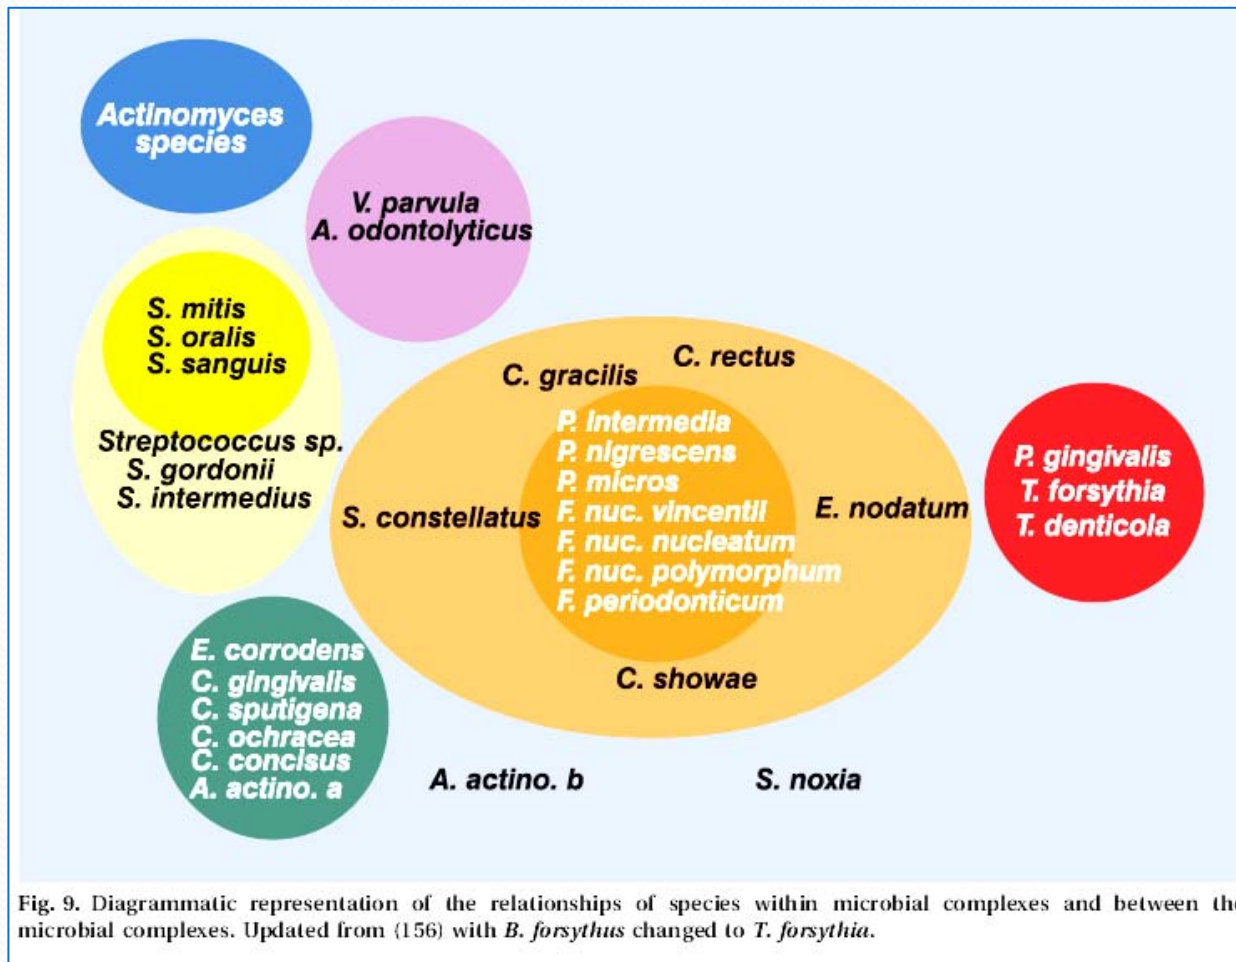 Actinomyces
species
V. parvula
A. odontolyticus
S. mitis
S. oralis
S. sanguis
Streptococcus sp.
S. gordonii
S. intermedius
C. gracilis
C. rectus
P. intermedia
P. nigrescens
P. micros
F. nuc. vincentii
F. nuc. nucleatum
F. nuc. polymorphum
F. periodonticum
S. constellatus
E. nodatum
C. showae
P. gingivalis
T. forsythia
T. denticola
E. corrodens
C. gingivalis
C. sputigena
C. ochracea
C. concisus
A. actino. a
A. actino. b
S. noxia
Fig. 9. Diagrammatic representation of the relationships of species within microbial complexes and between the
microbial complexes. Updated from (156) with B. forsythus changed to T. forsythia.